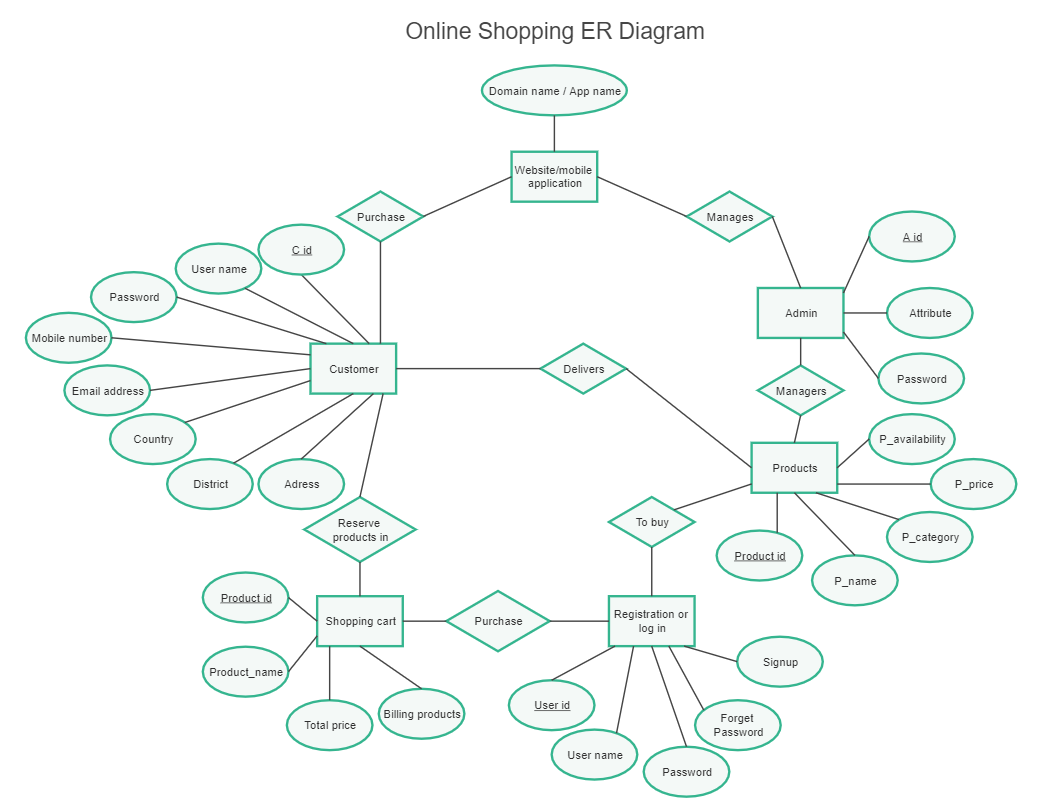 Online Shopping ER Diagram
Domain name / App name
Website/mobile
application
Purchase
Manages
C id
A id
User name
Password
Mobile number
Admin
Attribute
Customer
Delivers
Email address
Managers
Password
Country
P_availability
Products
District
Adress
P_price
Reserve
products in
To buy
P_category
Product id
P_name
Product id
Shopping cart
Purchase
Registration or
log in
Product_name
Signup
Total price
Billing products
User id
Forget
Password
User name
Password